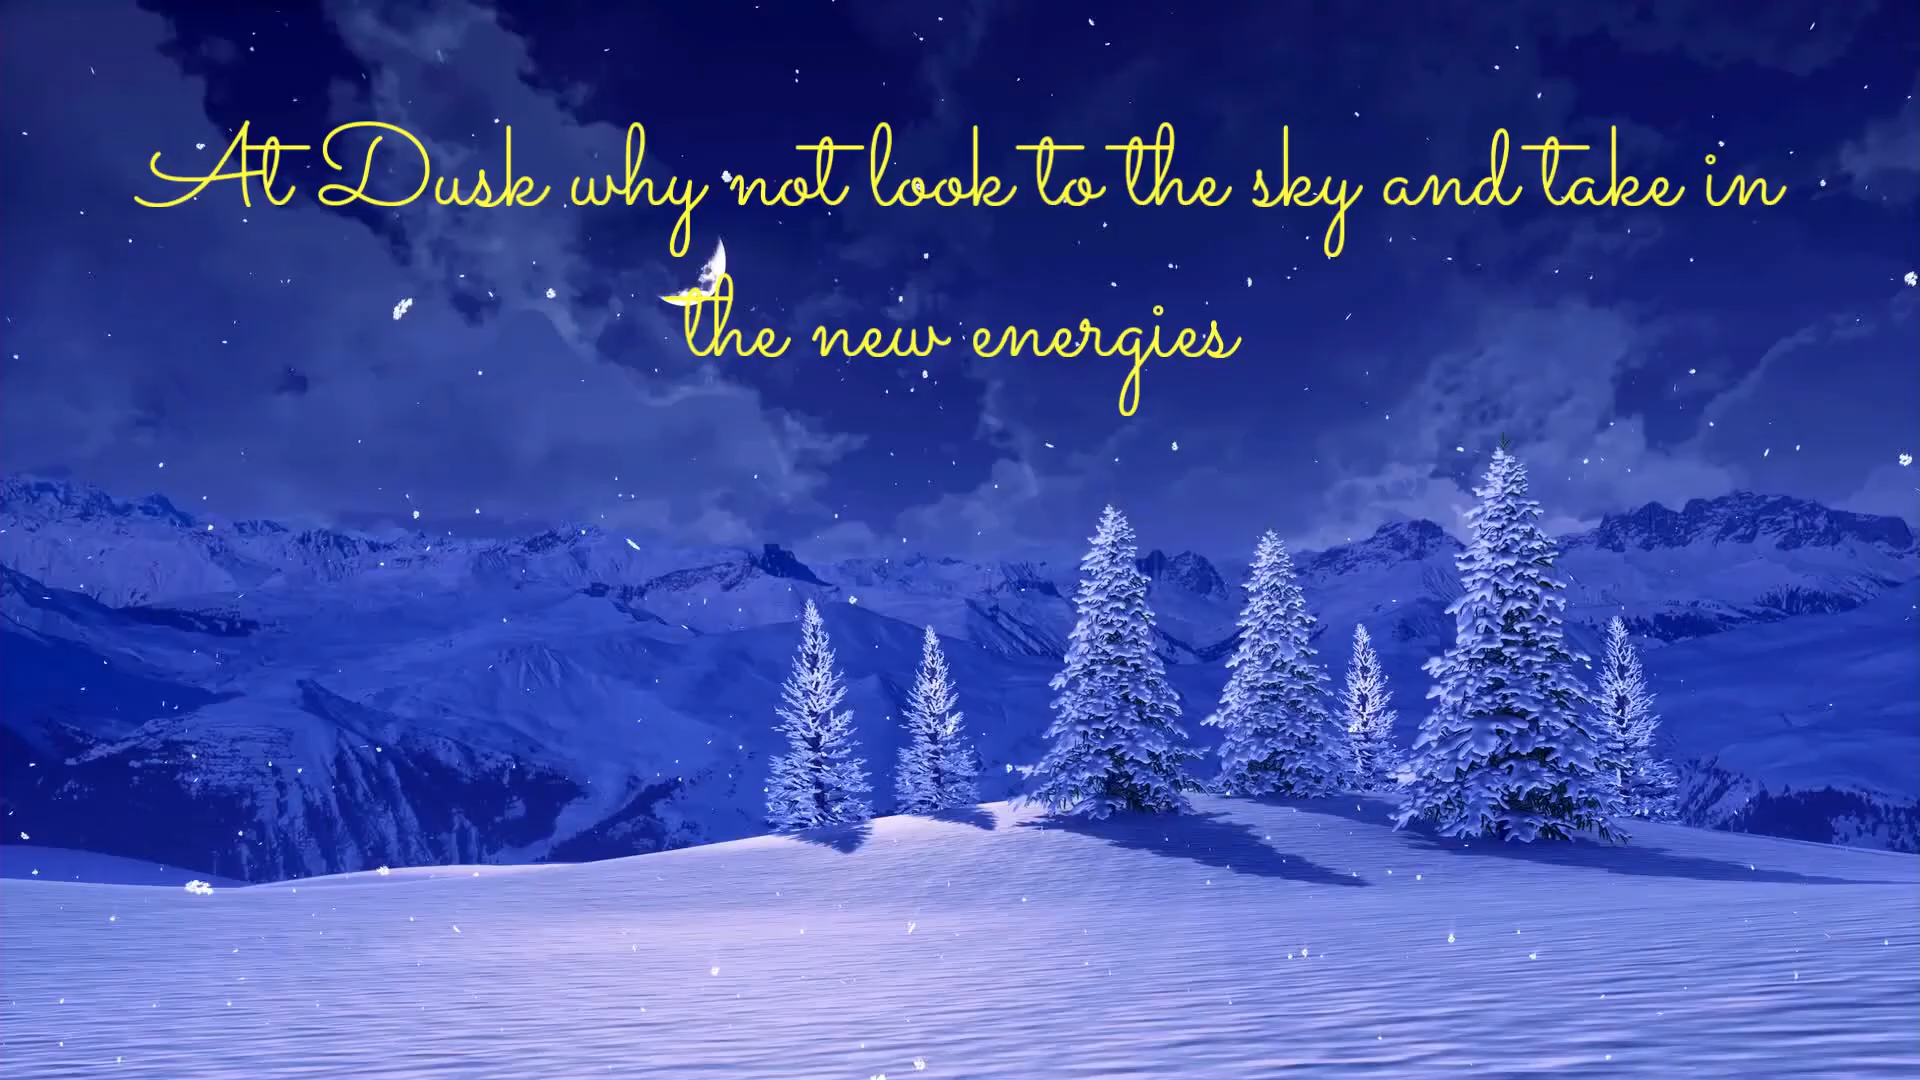 At Dusk why not look to the sky and take in
the new energies